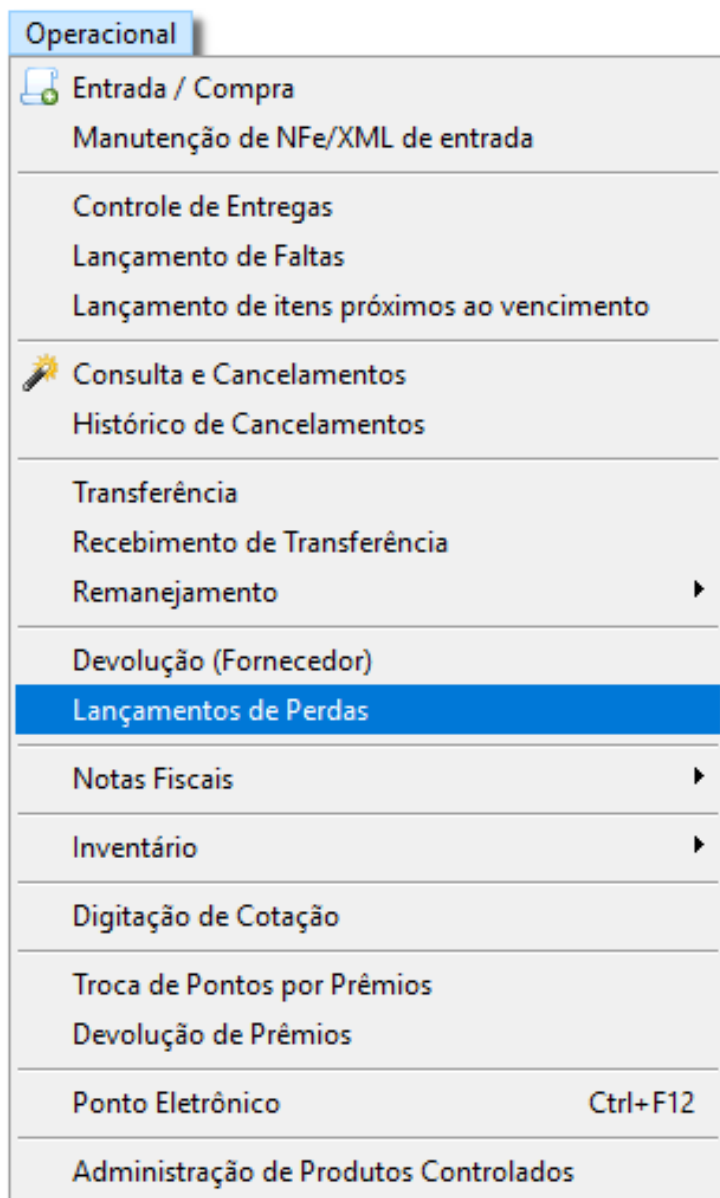 Operacional
Entrada / Compra
Manutenção de NFe/XML de entrada
Controle de Entregas
Lançamento de Faltas
Lançamento de itens próximos ao vencimento
Consulta e Cancelamentos
Histórico de Cancelamentos
Transferência
Recebimento de Transferência
Remanejamento
Devolução (Fornecedor)
Lançamentos de Perdas
Notas Fiscais
Inventário
Digitação de Cotação
Troca de Pontos por Prêmios
Devolução de Prêmios
Ponto Eletrônico Ctrl+F12
Administração de Produtos Controlados